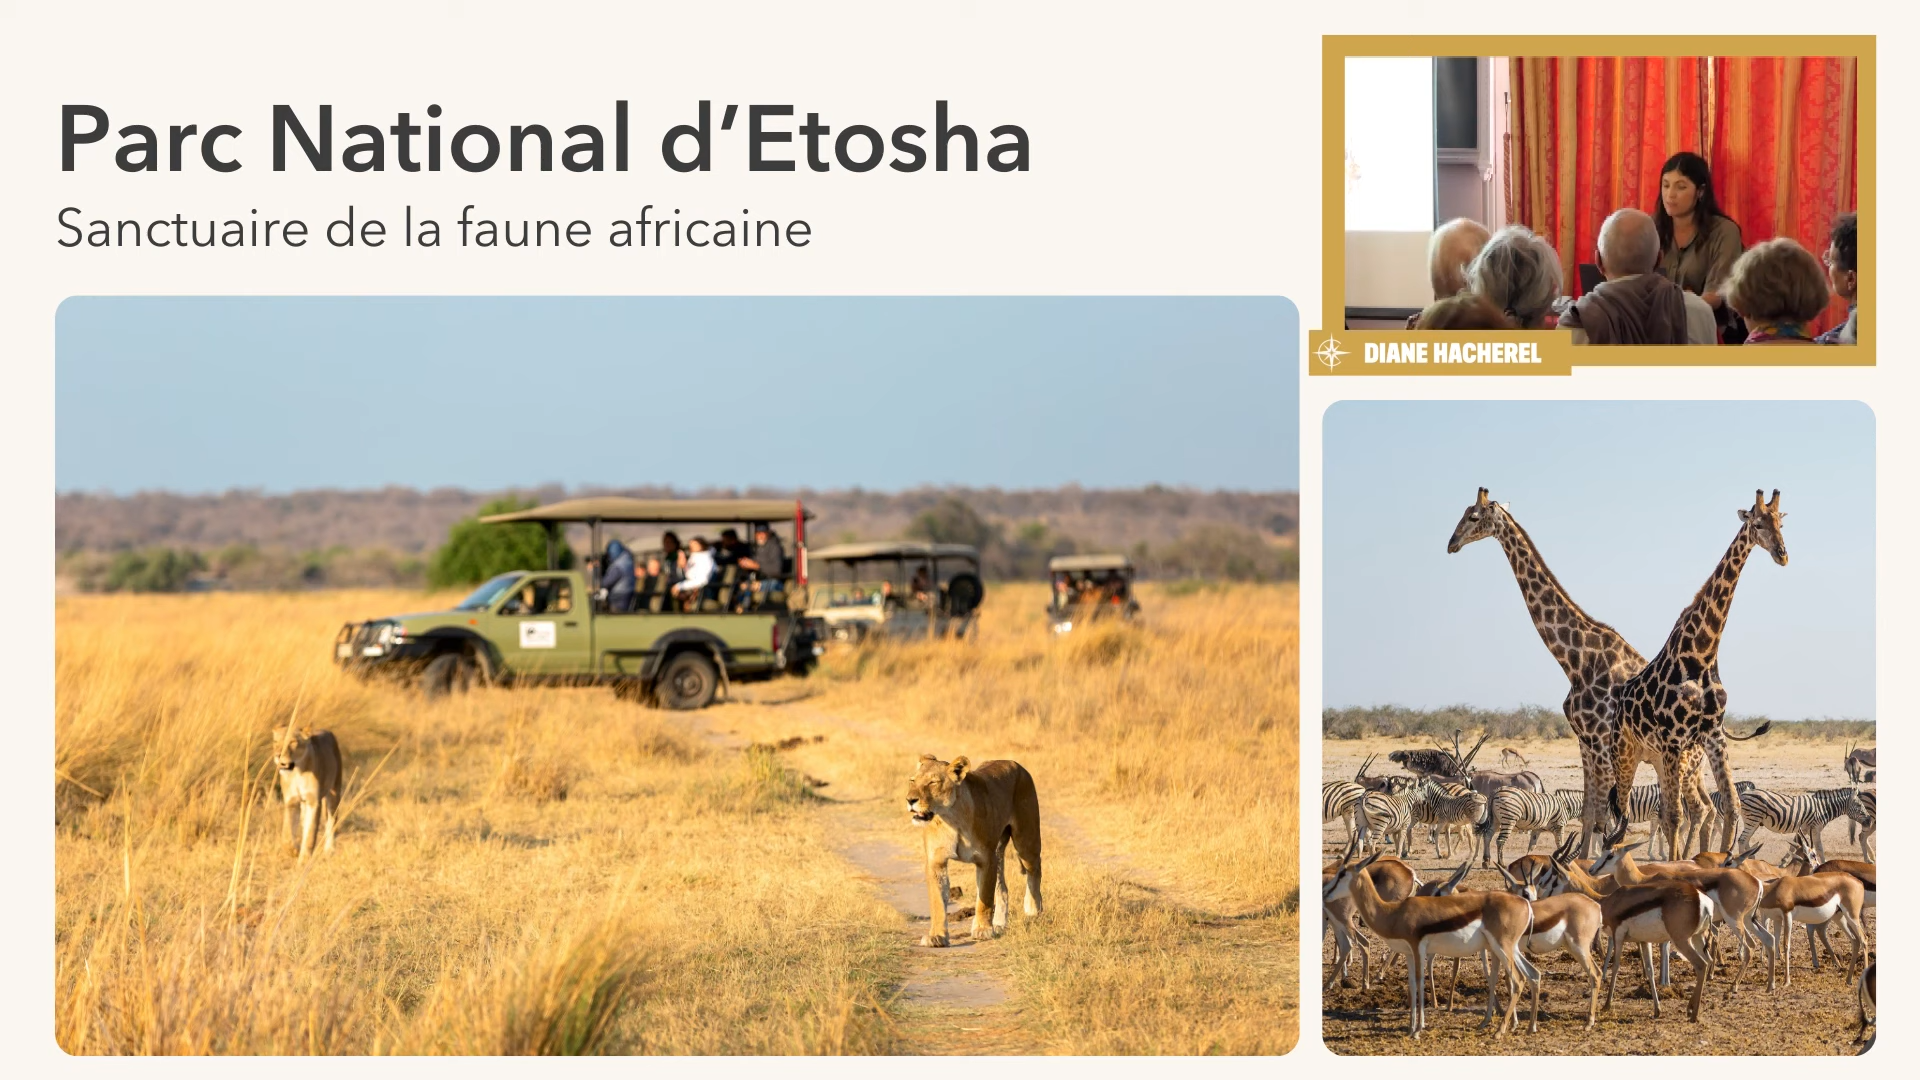 Parc National d’Etosha
Sanctuaire de la faune africaine
DIANE HACHEREL